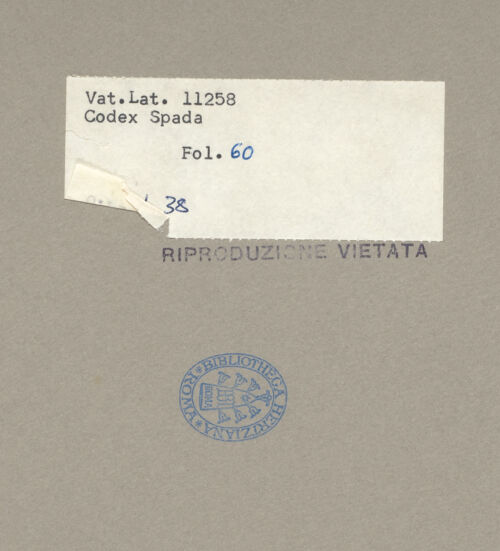 Vat.Lat. 11258
Codex Spada
Fol. 60
38
RIPRODUZIONE VIETATA
BIBLIOTHECA HERTZIANA * ROMA *